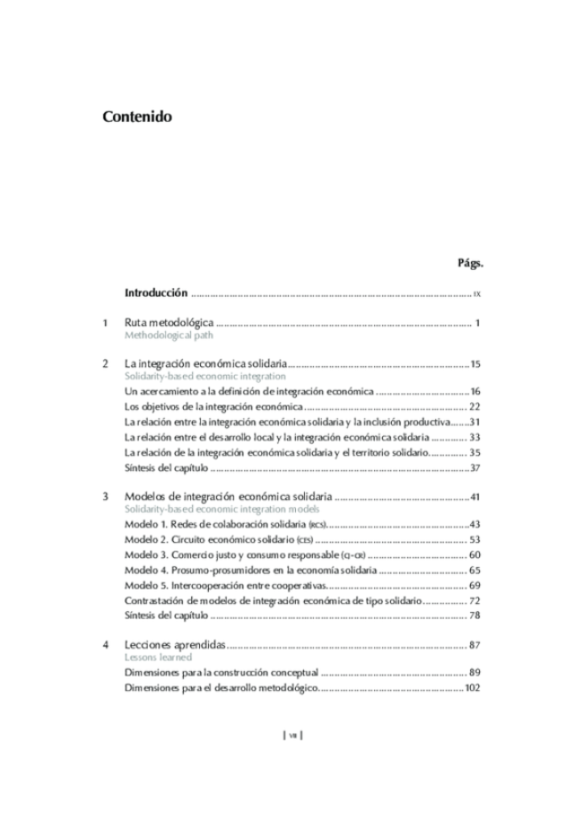 Contenido
Págs.
Introducción ........ ix
1 Ruta metodológica ........ 1
Methodological path
2 La integración económica solidaria ........ 15
Solidarity-based economic integration
Un acercamiento a la definición de integración económica ........ 16
Los objetivos de la integración económica ........ 22
La relación entre la integración económica solidaria y la inclusión productiva ........ 31
La relación entre el desarrollo local y la integración económica solidaria ........ 33
La relación de la integración económica solidaria y el territorio solidario ........ 35
Síntesis del capítulo ........ 37
3 Modelos de integración económica solidaria ........ 41
Solidarity-based economic integration models
Modelo 1. Redes de colaboración solidaria (RCS) ........ 43
Modelo 2. Circuito económico solidario (CES) ........ 53
Modelo 3. Comercio justo y consumo responsable ........ 60
Modelo 4. Prosumo-prosumidores en la economía solidaria ........ 65
Modelo 5. Intercooperación entre cooperativas ........ 69
Contrastación de modelos de integración económica de tipo solidario ........ 72
Síntesis del capítulo ........ 78
4 Lecciones aprendidas ........ 87
Lessons learned
Dimensiones para la construcción conceptual ........ 89
Dimensiones para el desarrollo metodológico ........ 102
| VII |